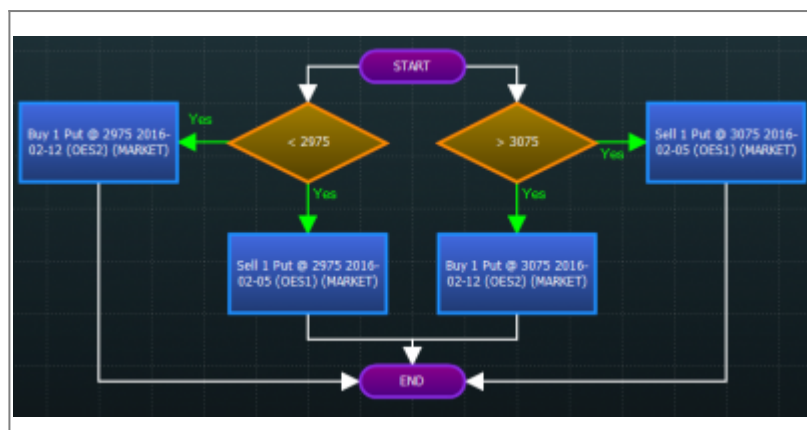 START
Yes
Buy 1 Put @ 2975 2016-
02-12 (OES2) (MARKET)
< 2975
> 3075
Yes
Sell 1 Put @ 3075 2016-
02-05 (OES1) (MARKET)
Yes
Yes
Sell 1 Put @ 2975 2016-
02-05 (OES1) (MARKET)
Buy 1 Put @ 3075 2016-
02-12 (OES2) (MARKET)
END